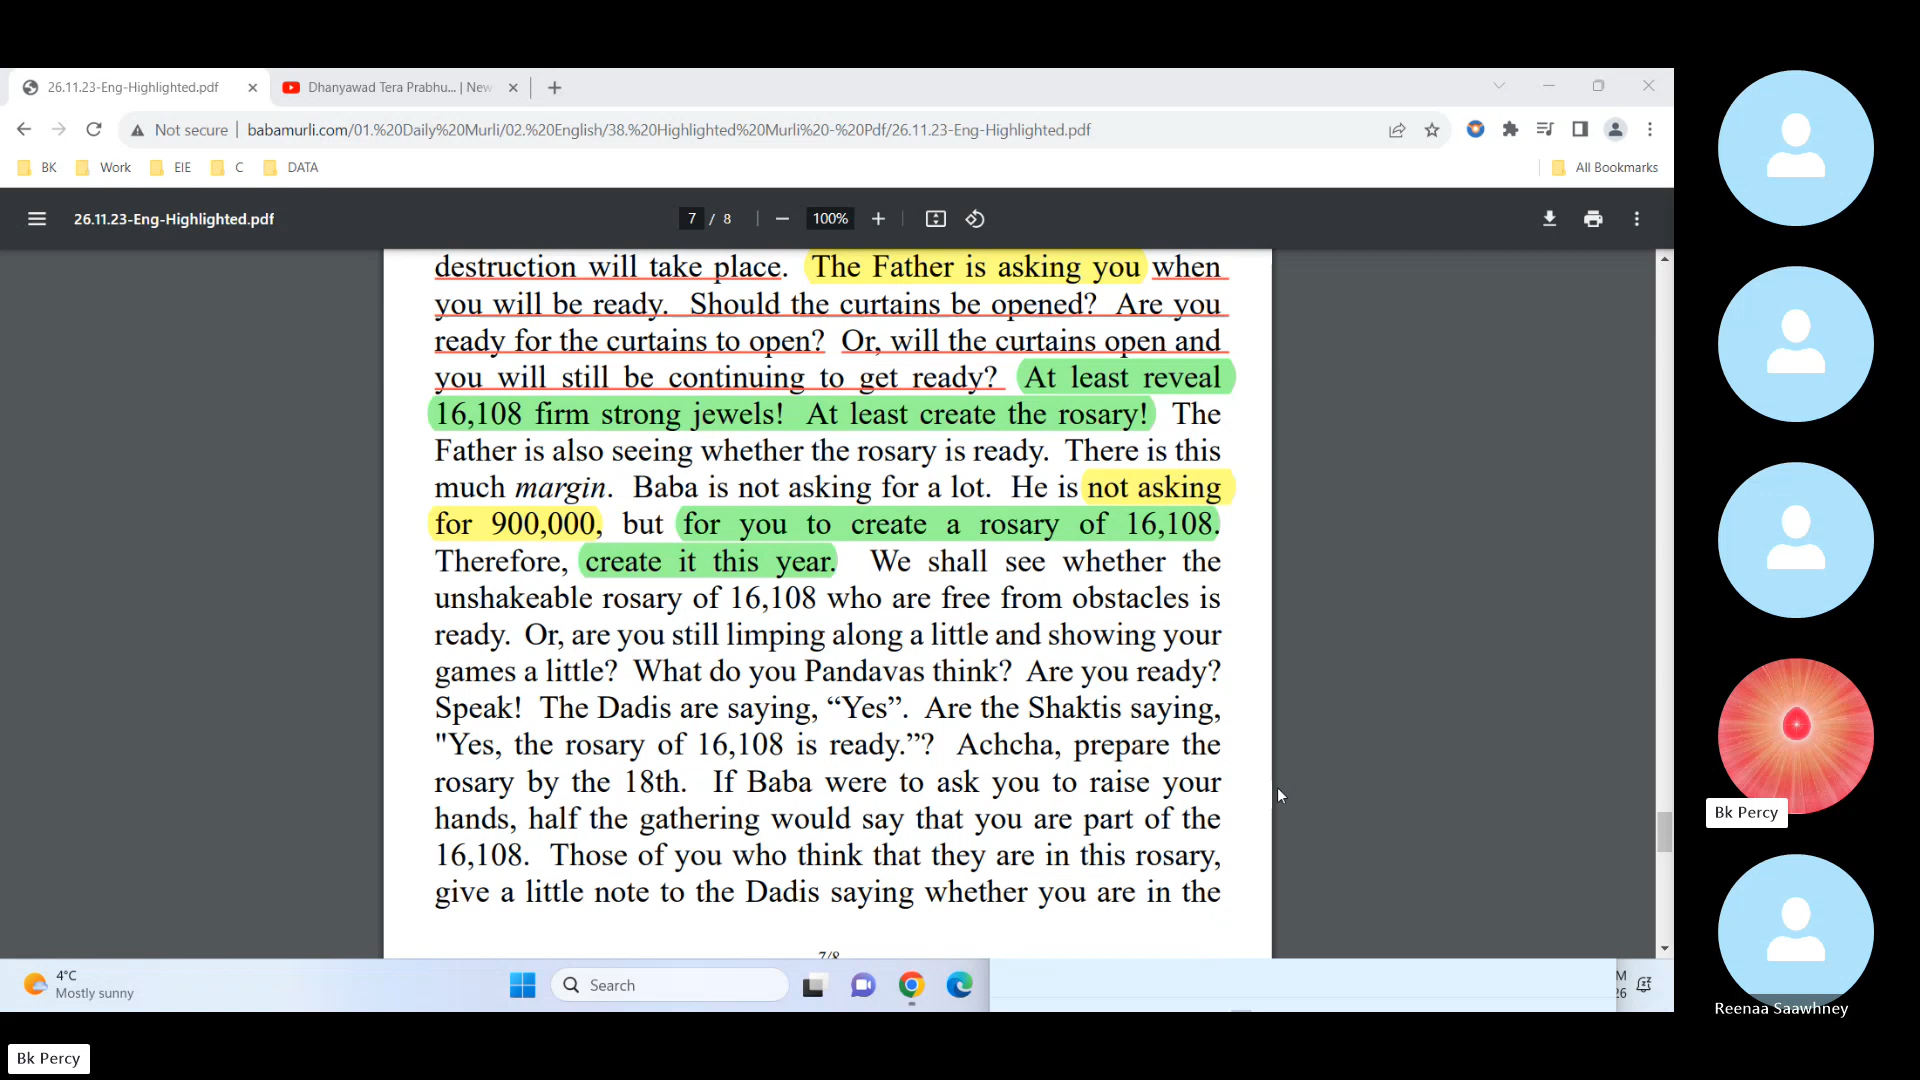 26.11.23-Eng-Highlighted.pdf
Dhanyawad Tera Prabhu... | New
Not secure
babamurli.com/01.%20Daily%20Murli/02.%20English/38.%20Highlighted%20Murli%20-%20Pdf/26.11.23-Eng-Highlighted.pdf
BK
Work
EIE
C
DATA
All Bookmarks
26.11.23-Eng-Highlighted.pdf
7 / 8
100%
destruction will take place. The Father is asking you when
you will be ready. Should the curtains be opened? Are you
ready for the curtains to open? Or, will the curtains open and
you will still be continuing to get ready? At least reveal
16,108 firm strong jewels! At least create the rosary! The
Father is also seeing whether the rosary is ready. There is this
much margin. Baba is not asking for a lot. He is not asking
for 900,000, but for you to create a rosary of 16,108.
Therefore, create it this year. We shall see whether the
unshakeable rosary of 16,108 who are free from obstacles is
ready. Or, are you still limping along a little and showing your
games a little? What do you Pandavas think? Are you ready?
Speak! The Dadis are saying, “Yes”. Are the Shaktis saying,
"Yes, the rosary of 16,108 is ready.”? Achcha, prepare the
rosary by the 18th. If Baba were to ask you to raise your
hands, half the gathering would say that you are part of the
16,108. Those of you who think that they are in this rosary,
give a little note to the Dadis saying whether you are in the
7/8
4°C
Mostly sunny
Search
M
26
Bk Percy
Reenaa Saawhney
Bk Percy